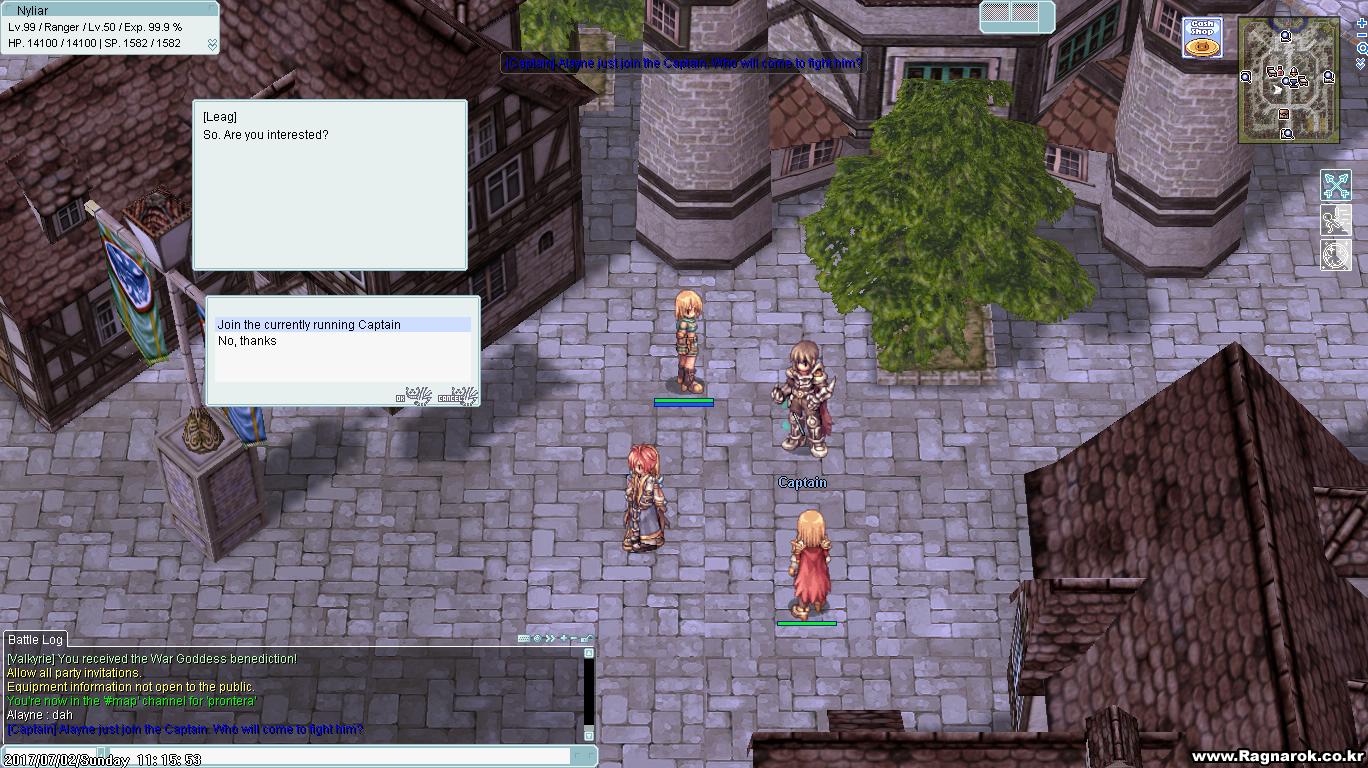 Nyliar
Lv.99 / Ranger / Lv.50 / Exp. 99.9 %
HP. 14100 / 14100 | SP. 1582 / 1582
[Captain] Alayne just join the Captain. Who will come to fight him?
Cash
Shop
[Leag]
So. Are you interested?
Join the currently running Captain
No, thanks
OK
CANCEL
Captain
Battle Log
[Valkyrie] You received the War Goddess benediction!
Allow all party invitations.
Equipment information not open to the public.
You're now in the '#map' channel for 'prontera'
Alayne : dah
[Captain] Alayne just join the Captain. Who will come to fight him?
2017/07/02/Sunday 11:15:53
www.Ragnarok.co.kr